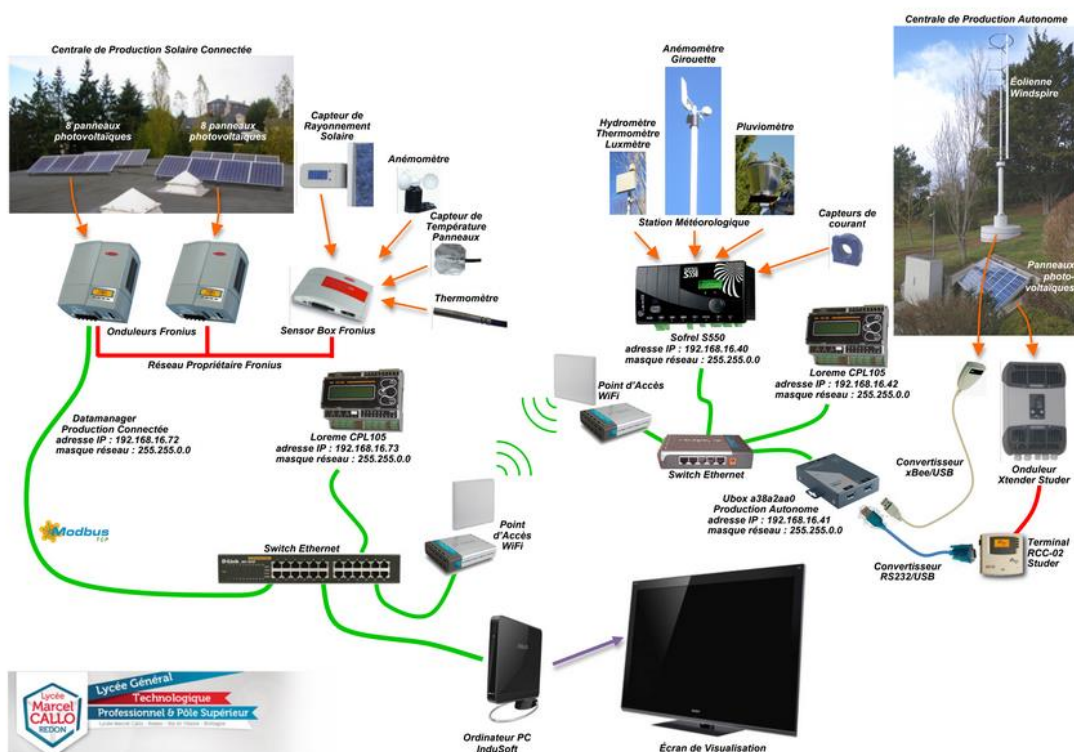 Centrale de Production Solaire Connectée
8 panneaux
photovoltaïques
8 panneaux
photovoltaïques
Capteur de
Rayonnement
Solaire
Anémomètre
Capteur de
Température
Panneaux
Thermomètre
Onduleurs Fronius
Sensor Box Fronius
Réseau Propriétaire Fronius
Anémomètre
Girouette
Hydromètre
Thermomètre
Luxmètre
Pluviomètre
Station Météorologique
Capteurs de
courant
Centrale de Production Autonome
Éolienne
Windspire
Panneaux
photo-
voltaïques
Sofrel S550
adresse IP : 192.168.16.40
masque réseau : 255.255.0.0
Loreme CPL105
adresse IP : 192.168.16.42
masque réseau : 255.255.0.0
Point d'Accès
WiFi
Datamanager
Production Connectée
adresse IP : 192.168.16.72
masque réseau : 255.255.0.0
Loreme CPL105
adresse IP : 192.168.16.73
masque réseau : 255.255.0.0
Switch Ethernet
Convertisseur
xBee/USB
Onduleur
Xtender Studer
Ubox a38a2aa0
Production Autonome
adresse IP : 192.168.16.41
masque réseau : 255.255.0.0
Point
d'Accès
WiFi
Modbus
TCP
Switch Ethernet
D-Link
Convertisseur
RS232/USB
Terminal
RCC-02
Studer
Lycée
Marcel
CALLO
REDON
Lycée Général
Technologique
Professionnel & Pôle Supérieur
Ordinateur PC
InduSoft
Écran de Visualisation